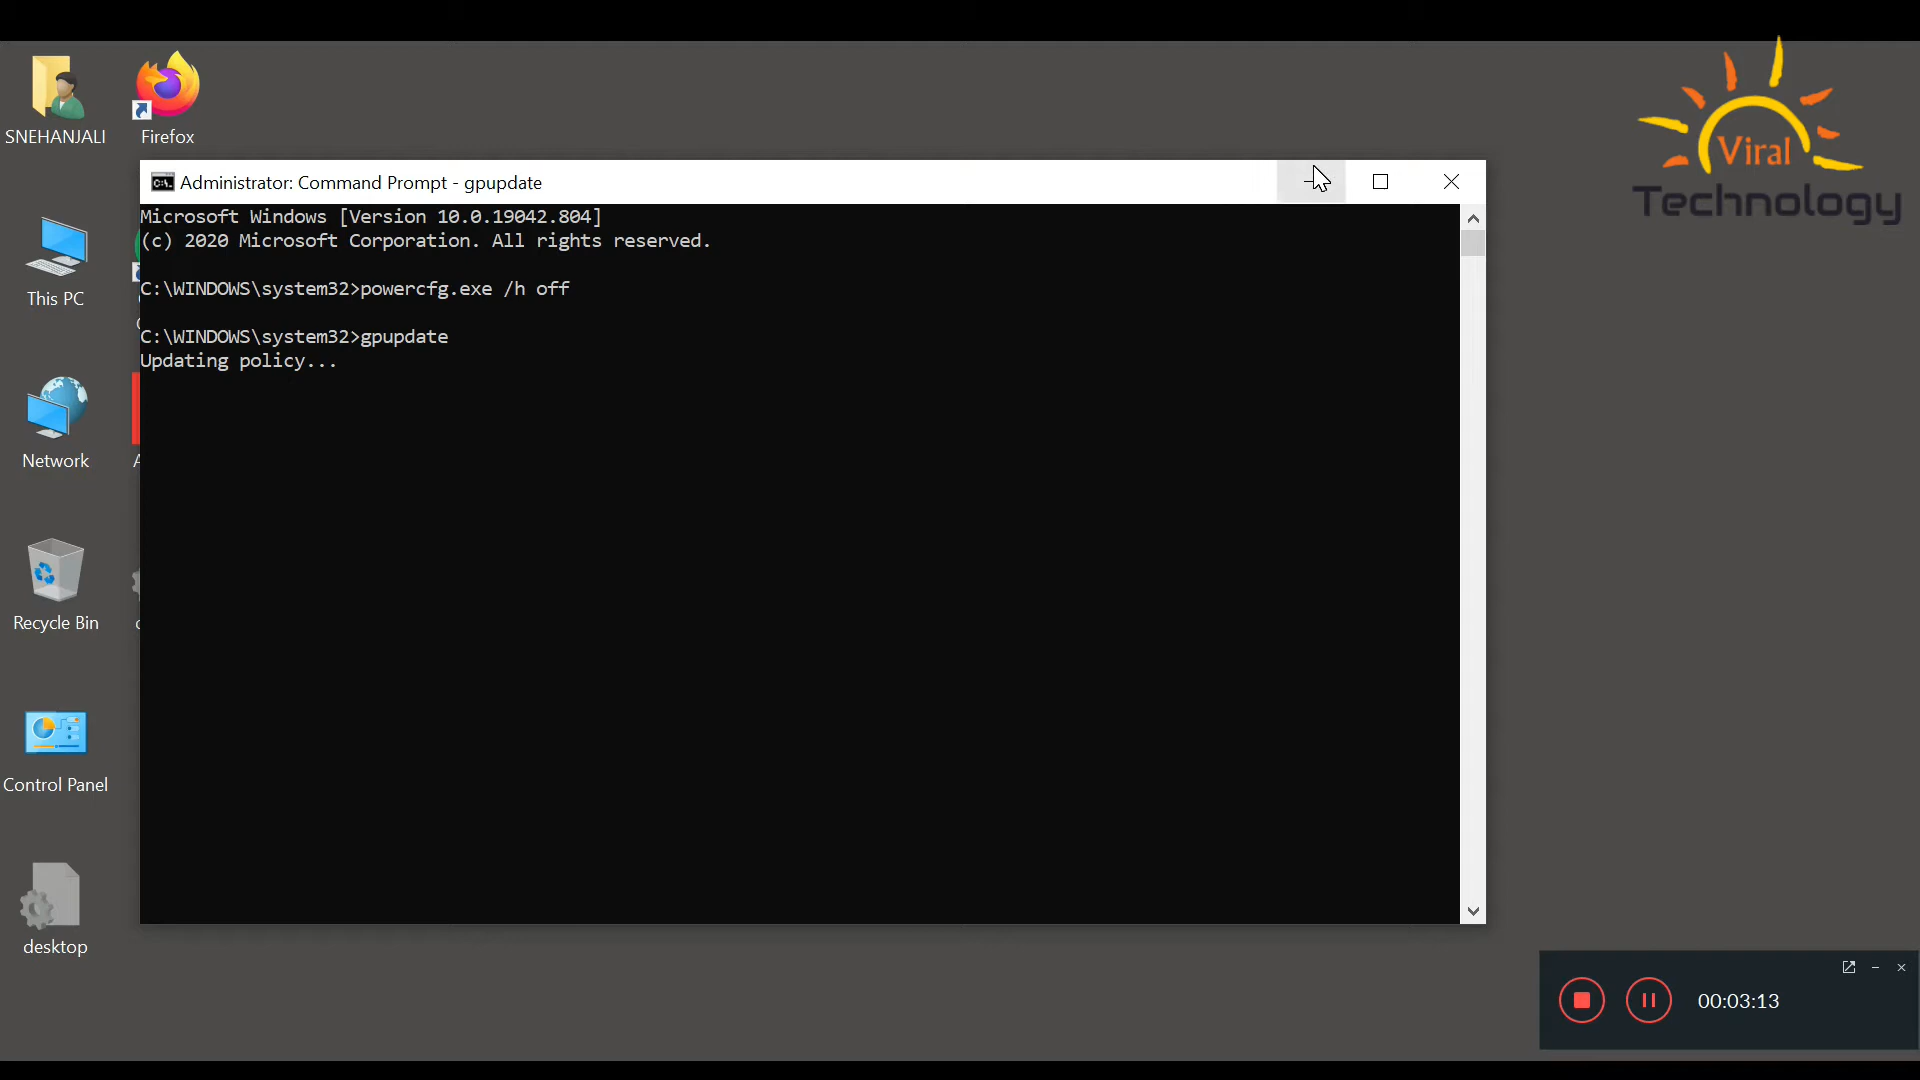 SNEHANJALI
Firefox
Viral
Technology
Administrator: Command Prompt - gpupdate
Microsoft Windows [Version 10.0.19042.804]
(c) 2020 Microsoft Corporation. All rights reserved.
C:\WINDOWS\system32>powercfg.exe /h off
C:\WINDOWS\system32>gpupdate
Updating policy...
This PC
Network
Recycle Bin
Control Panel
desktop
00:03:13